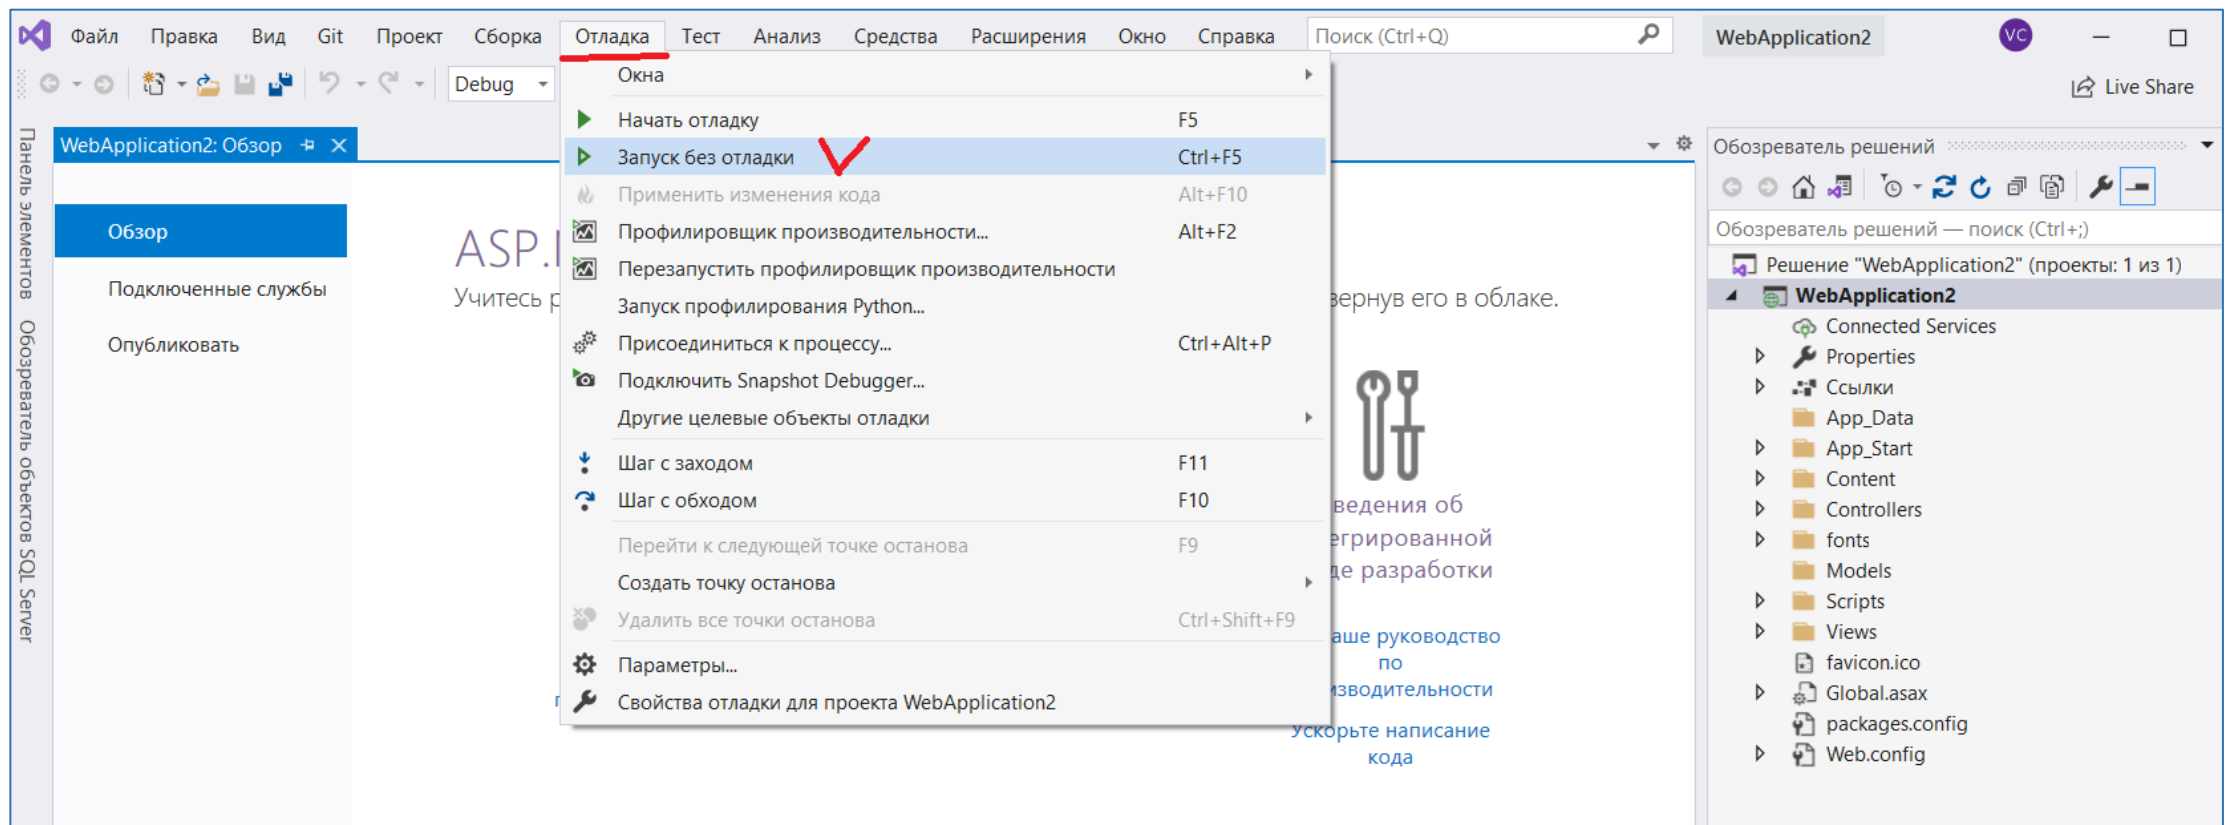 Файл Правка Вид Git Проект Сборка Отладка Тест Анализ Средства Расширения Окно Справка Поиск (Ctrl+Q) WebApplication2 VC
Debug Live Share
Панель элементов
Обозреватель объектов SQL Server
WebApplication2: Обзор
Обзор
Подключенные службы
Опубликовать
ASP.
Учитесь
Окна
Начать отладку F5
Запуск без отладки Ctrl+F5
Применить изменения кода Alt+F10
Профилировщик производительности... Alt+F2
Перезапустить профилировщик производительности
Запуск профилирования Python...
Присоединиться к процессу... Ctrl+Alt+P
Подключить Snapshot Debugger...
Другие целевые объекты отладки
Шаг с заходом F11
Шаг с обходом F10
Перейти к следующей точке останова F9
Создать точку останова
Удалить все точки останова Ctrl+Shift+F9
Параметры...
Свойства отладки для проекта WebApplication2
вернув его в облаке.
ведения об
егрированной
де разработки
аше руководство
по
изводительности
Ускорьте написание
кода
Обозреватель решений
Обозреватель решений — поиск (Ctrl+;)
Решение "WebApplication2" (проекты: 1 из 1)
WebApplication2
Connected Services
Properties
Ссылки
App_Data
App_Start
Content
Controllers
fonts
Models
Scripts
Views
favicon.ico
Global.asax
packages.config
Web.config